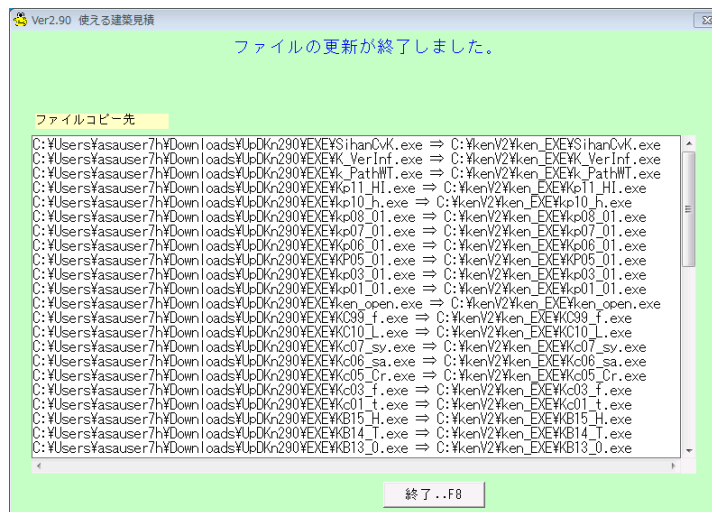 Ver2.90 使える建築見積
ファイルの更新が終了しました。
ファイルコピー先
C:¥Users¥asauser7h¥Downloads¥UpDKn290¥EXE¥SihanCvK.exe ⇒ C:¥kenV2¥ken_EXE¥SihanCvK.exe
C:¥Users¥asauser7h¥Downloads¥UpDKn290¥EXE¥K_VerInf.exe ⇒ C:¥kenV2¥ken_EXE¥K_VerInf.exe
C:¥Users¥asauser7h¥Downloads¥UpDKn290¥EXE¥k_PathWT.exe ⇒ C:¥kenV2¥ken_EXE¥k_PathWT.exe
C:¥Users¥asauser7h¥Downloads¥UpDKn290¥EXE¥Kp11_HI.exe ⇒ C:¥kenV2¥ken_EXE¥Kp11_HI.exe
C:¥Users¥asauser7h¥Downloads¥UpDKn290¥EXE¥kp10_h.exe ⇒ C:¥kenV2¥ken_EXE¥kp10_h.exe
C:¥Users¥asauser7h¥Downloads¥UpDKn290¥EXE¥kp08_01.exe ⇒ C:¥kenV2¥ken_EXE¥kp08_01.exe
C:¥Users¥asauser7h¥Downloads¥UpDKn290¥EXE¥kp07_01.exe ⇒ C:¥kenV2¥ken_EXE¥kp07_01.exe
C:¥Users¥asauser7h¥Downloads¥UpDKn290¥EXE¥Kp06_01.exe ⇒ C:¥kenV2¥ken_EXE¥Kp06_01.exe
C:¥Users¥asauser7h¥Downloads¥UpDKn290¥EXE¥KP05_01.exe ⇒ C:¥kenV2¥ken_EXE¥KP05_01.exe
C:¥Users¥asauser7h¥Downloads¥UpDKn290¥EXE¥kp03_01.exe ⇒ C:¥kenV2¥ken_EXE¥kp03_01.exe
C:¥Users¥asauser7h¥Downloads¥UpDKn290¥EXE¥kp01_01.exe ⇒ C:¥kenV2¥ken_EXE¥kp01_01.exe
C:¥Users¥asauser7h¥Downloads¥UpDKn290¥EXE¥ken_open.exe ⇒ C:¥kenV2¥ken_EXE¥ken_open.exe
C:¥Users¥asauser7h¥Downloads¥UpDKn290¥EXE¥KC99_f.exe ⇒ C:¥kenV2¥ken_EXE¥KC99_f.exe
C:¥Users¥asauser7h¥Downloads¥UpDKn290¥EXE¥KC10_L.exe ⇒ C:¥kenV2¥ken_EXE¥KC10_L.exe
C:¥Users¥asauser7h¥Downloads¥UpDKn290¥EXE¥Kc07_sy.exe ⇒ C:¥kenV2¥ken_EXE¥Kc07_sy.exe
C:¥Users¥asauser7h¥Downloads¥UpDKn290¥EXE¥Kc06_sa.exe ⇒ C:¥kenV2¥ken_EXE¥Kc06_sa.exe
C:¥Users¥asauser7h¥Downloads¥UpDKn290¥EXE¥Kc05_Cr.exe ⇒ C:¥kenV2¥ken_EXE¥Kc05_Cr.exe
C:¥Users¥asauser7h¥Downloads¥UpDKn290¥EXE¥Kc03_f.exe ⇒ C:¥kenV2¥ken_EXE¥Kc03_f.exe
C:¥Users¥asauser7h¥Downloads¥UpDKn290¥EXE¥Kc01_t.exe ⇒ C:¥kenV2¥ken_EXE¥Kc01_t.exe
C:¥Users¥asauser7h¥Downloads¥UpDKn290¥EXE¥KB15_H.exe ⇒ C:¥kenV2¥ken_EXE¥KB15_H.exe
C:¥Users¥asauser7h¥Downloads¥UpDKn290¥EXE¥KB14_T.exe ⇒ C:¥kenV2¥ken_EXE¥KB14_T.exe
C:¥Users¥asauser7h¥Downloads¥UpDKn290¥EXE¥KB13_0.exe ⇒ C:¥kenV2¥ken_EXE¥KB13_0.exe
終了..F8